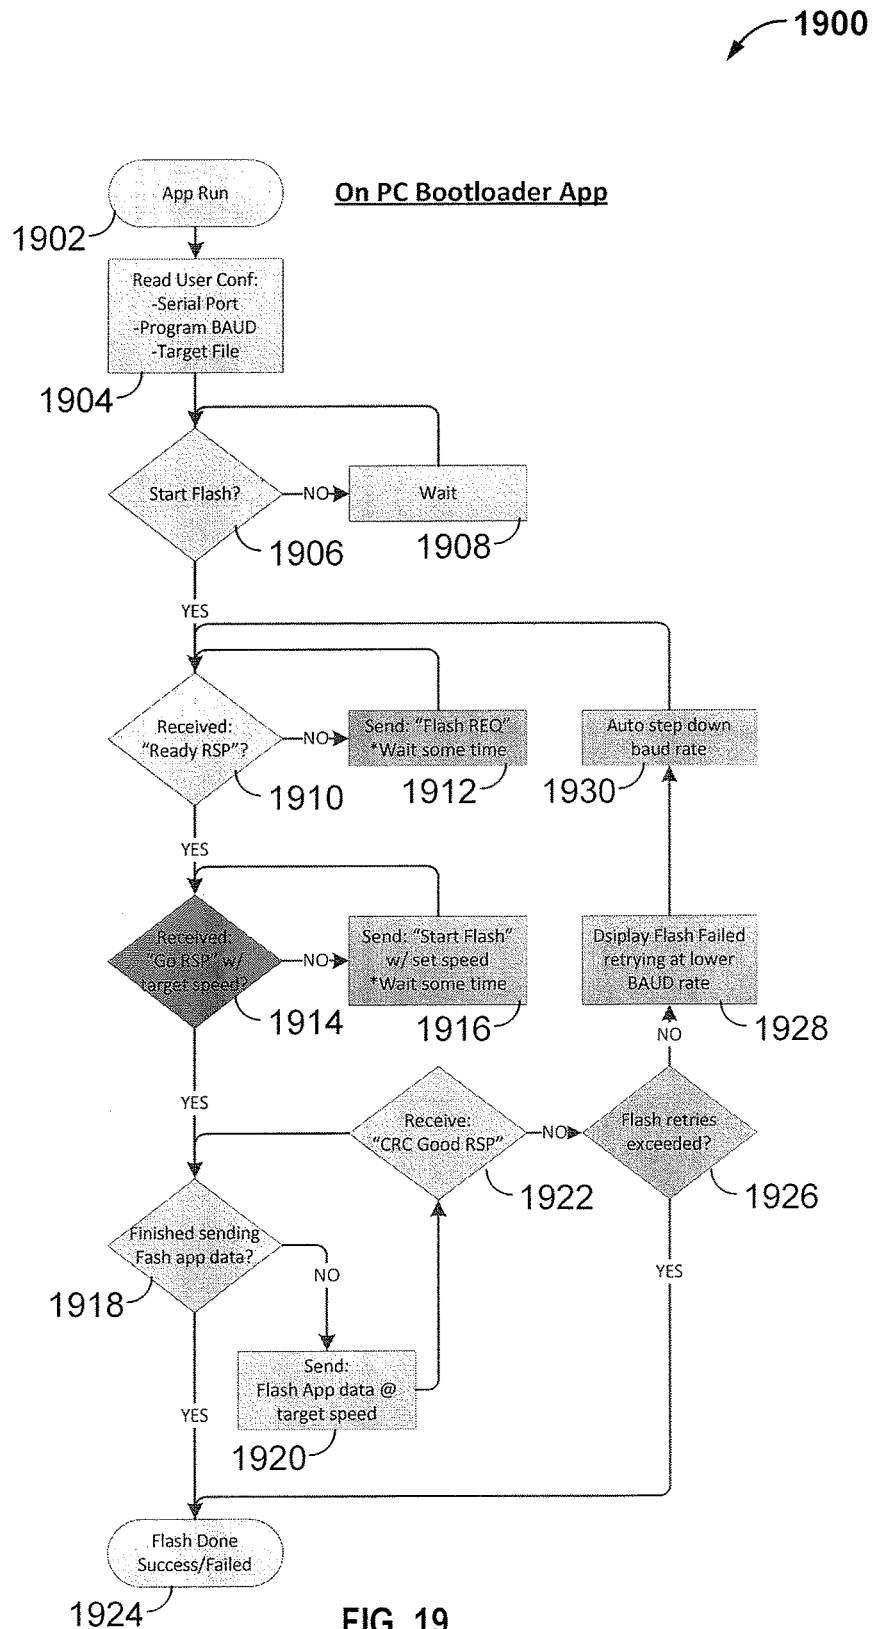 1900
On PC Bootloader App
App Run
1902
Read User Conf:
-Serial Port
-Program BAUD
-Target File
1904
Start Flash?
NO
Wait
1906
1908
YES
Received:
"Ready RSP"?
NO
Send: "Flash REQ"
*Wait some time
Auto step down
baud rate
1910
1912
1930
YES
Received:
"Go RSP" w/
target speed?
NO
Send: "Start Flash"
w/ set speed
*Wait some time
Dsiplay Flash Failed
retrying at lower
BAUD rate
1914
1916
1928
NO
YES
Receive:
"CRC Good RSP"
NO
Flash retries
exceeded?
1922
1926
Finished sending
Fash app data?
NO
YES
1918
Send:
Flash App data @
target speed
YES
1920
Flash Done
Success/Failed
1924
FIG. 19